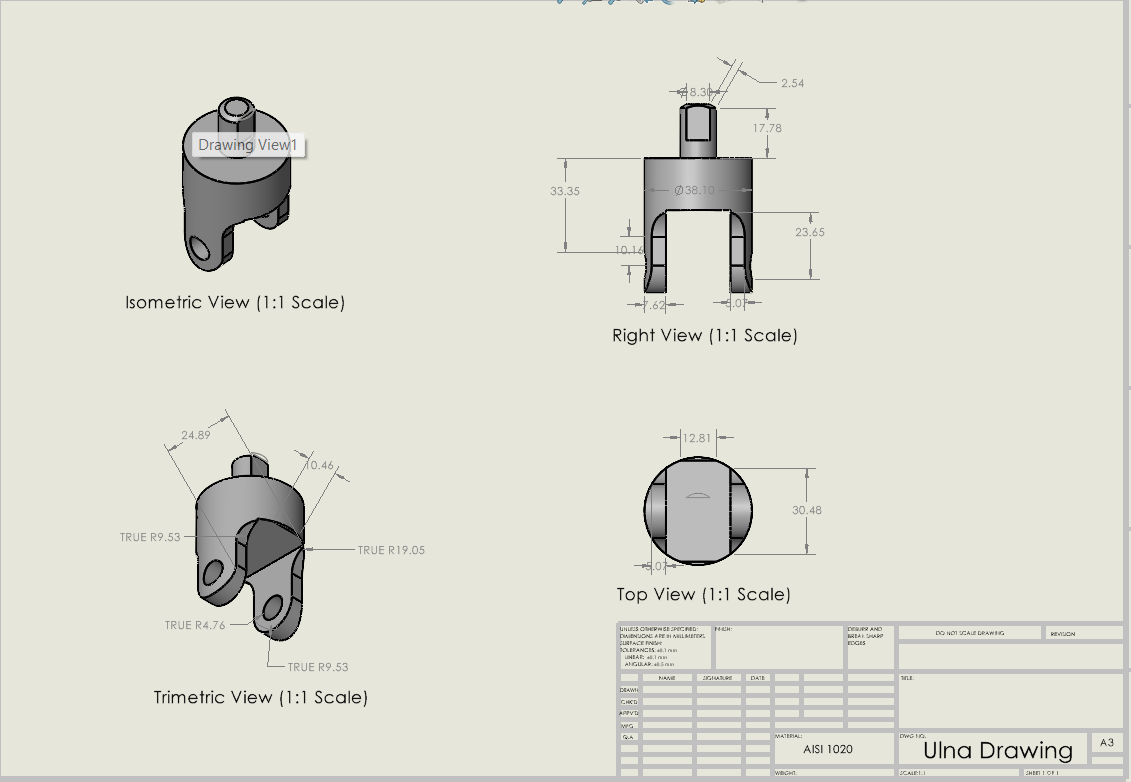 2.54
Ø8.30
17.78
Drawing View1
33.35
Ø38.10
23.65
10.16
Isometric View (1:1 Scale)
7.62
5.07
Right View (1:1 Scale)
24.89
12.81
10.46
30.48
TRUE R9.53
TRUE R19.05
5.07
Top View (1:1 Scale)
TRUE R4.76
TRUE R9.53
Trimetric View (1:1 Scale)
UNLESS OTHERWISE SPECIFIED:
DIMENSIONS ARE IN MILLIMETERS
SURFACE FINISH:
TOLERANCES: ±0.1 mm
LINEAR: ±0.1 mm
ANGULAR: ±0.5 mm
FINISH:
DEBURR AND
BREAK SHARP
EDGES
DO NOT SCALE DRAWING
REVISION
NAME
SIGNATURE
DATE
TITLE:
DRAWN
CHK'D
APPV'D
MFG
Q.A
MATERIAL:
AISI 1020
DWG NO.
Ulna Drawing
A3
WEIGHT:
SCALE:1:1
SHEET 1 OF 1